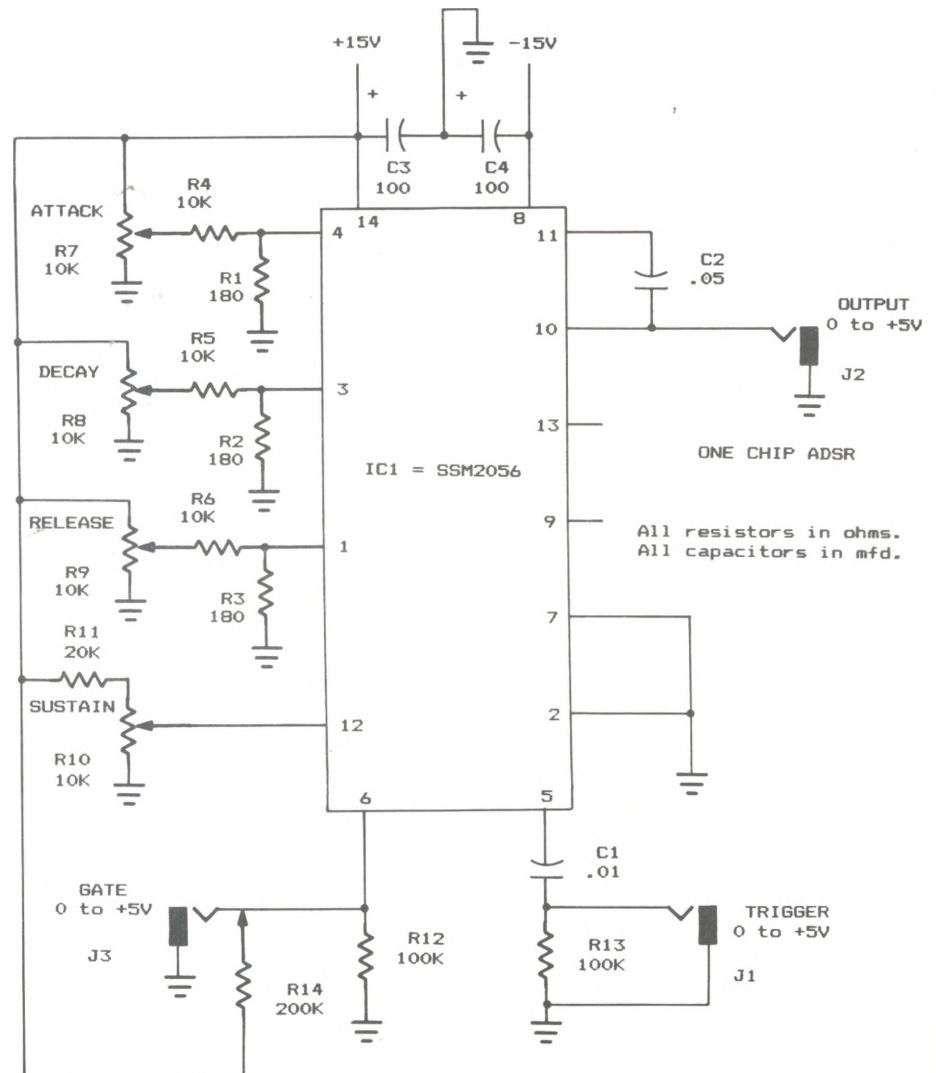 +15V
-15V
+
+
C3
100
C4
100
R4
10K
ATTACK
R7
10K
R1
180
14
8
4
11
C2
.05
10
OUTPUT
0 to +5V
J2
R5
10K
DECAY
R8
10K
R2
180
3
13
ONE CHIP ADSR
IC1 = SSM2056
R6
10K
RELEASE
R9
10K
R3
180
1
9
All resistors in ohms.
All capacitors in mfd.
7
R11
20K
SUSTAIN
R10
10K
12
2
6
5
C1
.01
GATE
0 to +5V
J3
R14
200K
R12
100K
R13
100K
TRIGGER
0 to +5V
J1